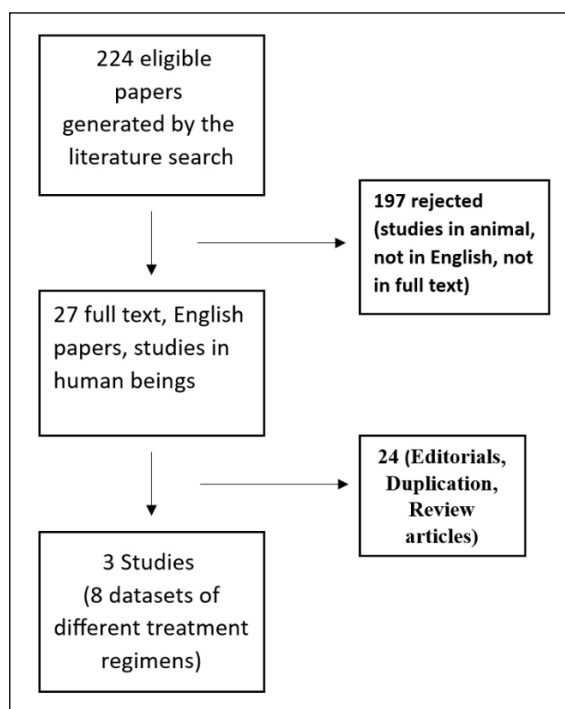 224 eligible
papers
generated by the
literature search
197 rejected
(studies in animal,
not in English, not
in full text)
27 full text, English
papers, studies in
human beings
24 (Editorials,
Duplication,
Review
articles)
3 Studies
(8 datasets of
different treatment
regimens)